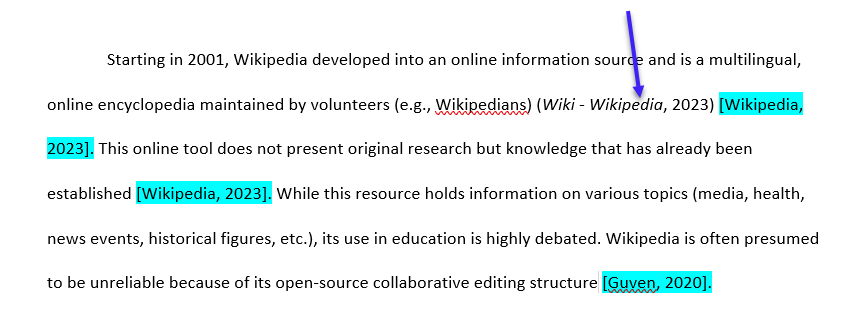 Starting in 2001, Wikipedia developed into an online information source and is a multilingual,
online encyclopedia maintained by volunteers (e.g., Wikipedians) (Wiki - Wikipedia, 2023) [Wikipedia,
2023]. This online tool does not present original research but knowledge that has already been
established [Wikipedia, 2023]. While this resource holds information on various topics (media, health,
news events, historical figures, etc.), its use in education is highly debated. Wikipedia is often presumed
to be unreliable because of its open-source collaborative editing structure [Guven, 2020].